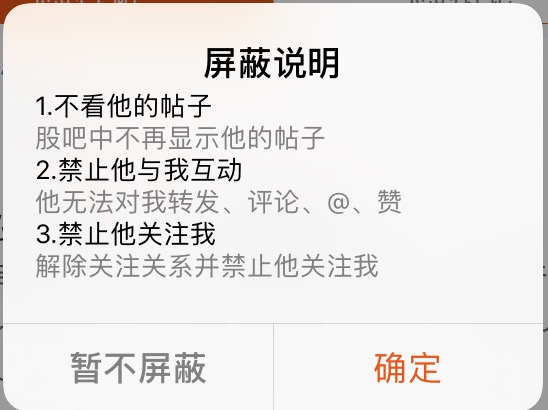 屏蔽说明
1.不看他的帖子
股吧中不再显示他的帖子
2.禁止他与我互动
他无法对我转发、评论、@、赞
3.禁止他关注我
解除关注关系并禁止他关注我
暂不屏蔽
确定